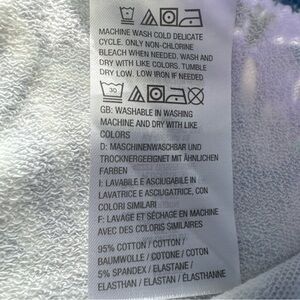 MACHINE WASH COLD DELICATE
CYCLE. ONLY NON-CHLORINE
BLEACH WHEN NEEDED. WASH AND
DRY WITH LIKE COLORS. TUMBLE
DRY LOW. LOW IRON IF NEEDED
30
GB: WASHABLE IN WASHING
MACHINE AND DRY WITH LIKE
COLORS
D: MASCHINENWASCHBAR UND
TROCKNERGEEIGNET MIT ÄHNLICHEN
FARBEN
I: LAVABILE E ASCIUGABILE IN
LAVATRICE E ASCIUGATRICE, CON
COLORI SIMILARI
F: LAVAGE ET SÉCHAGE EN MACHINE
AVEC DES COLORIS SIMILAIRES
95% COTTON / COTTON /
BAUMWOLLE / COTONE / COTON
5% SPANDEX / ELASTANE /
ELASTHAN / ELASTAN / ÉLASTHANNE